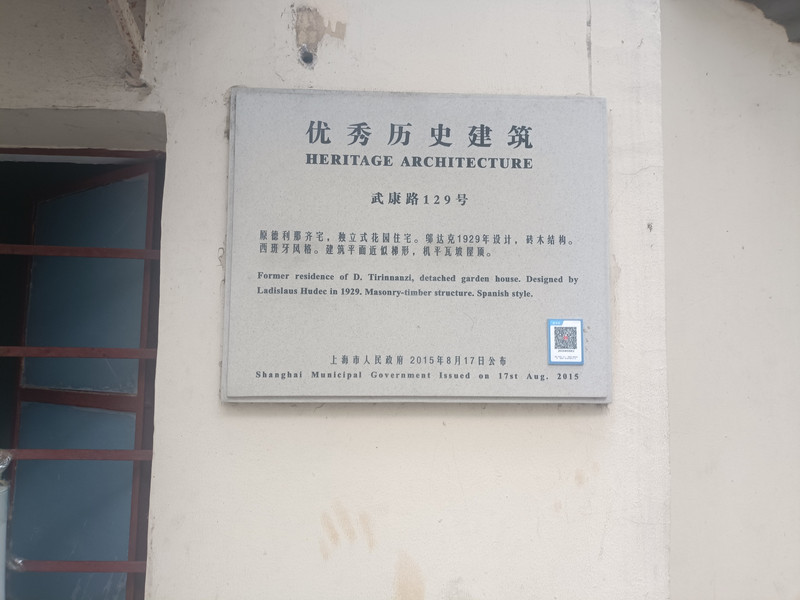 优秀历史建筑
HERITAGE ARCHITECTURE
武康路129号
原德利那齐宅，独立式花园住宅。邬达克1929年设计，砖木结构。
西班牙风格。建筑平面近似梯形，机平瓦坡屋顶。
Former residence of D. Tirinnanzi, detached garden house. Designed by
Ladislaus Hudec in 1929. Masonry-timber structure. Spanish style.
上海市人民政府 2015年8月17日公布
Shanghai Municipal Government Issued on 17st Aug. 2015